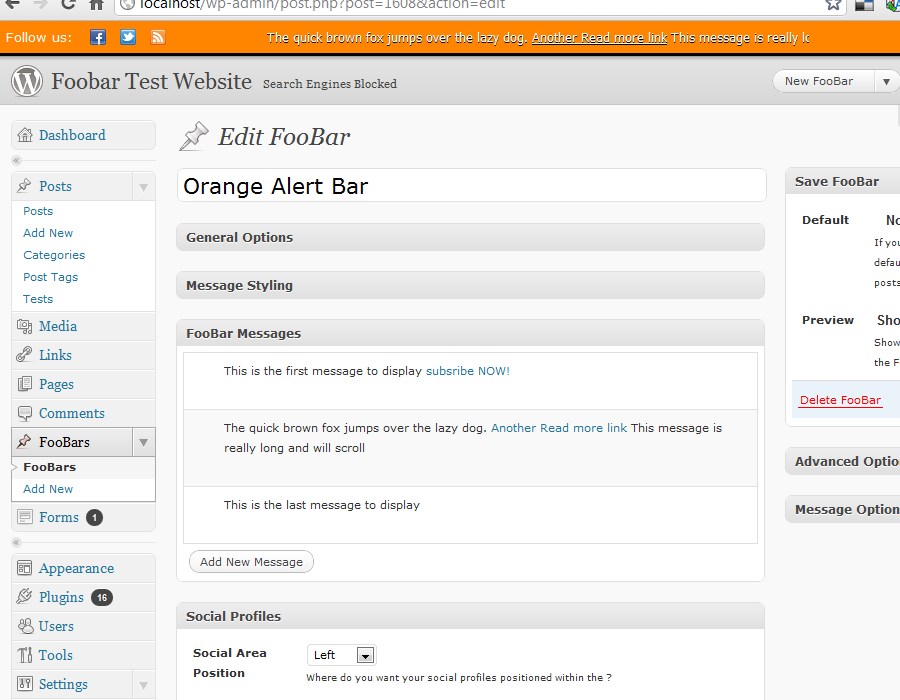 localhost/wp-admin/post.php?post=1608&action=edit
Follow us:
The quick brown fox jumps over the lazy dog. Another Read more link This message is really lo
Foobar Test Website Search Engines Blocked
New FooBar
Dashboard
Posts
Posts
Add New
Categories
Post Tags
Tests
Media
Links
Pages
Comments
FooBars
FooBars
Add New
Forms 1
Appearance
Plugins 16
Users
Tools
Settings
Edit FooBar
Orange Alert Bar
General Options
Message Styling
FooBar Messages
This is the first message to display subsribe NOW!
The quick brown fox jumps over the lazy dog. Another Read more link This message is
really long and will scroll
This is the last message to display
Add New Message
Social Profiles
Social Area
Position
Left
Where do you want your social profiles positioned within the ?
Save FooBar
Default
If you
defau
posts
Preview
Sho
Show
the F
Delete FooBar
Advanced Optio
Message Option